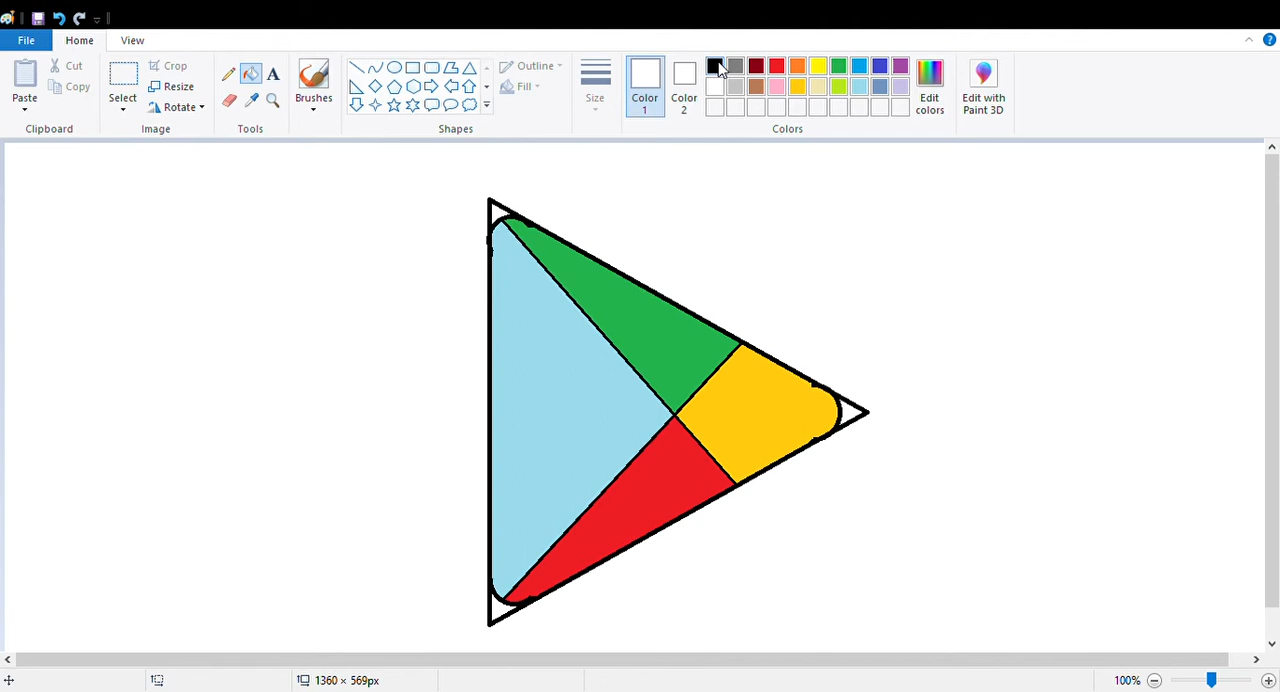 File Home View
Paste Cut Copy Select Crop Resize Rotate A Brushes Outline Fill Size Color 1 Color 2 Edit colors Edit with Paint 3D
Clipboard Image Tools Shapes Colors
1360 × 569px 100%